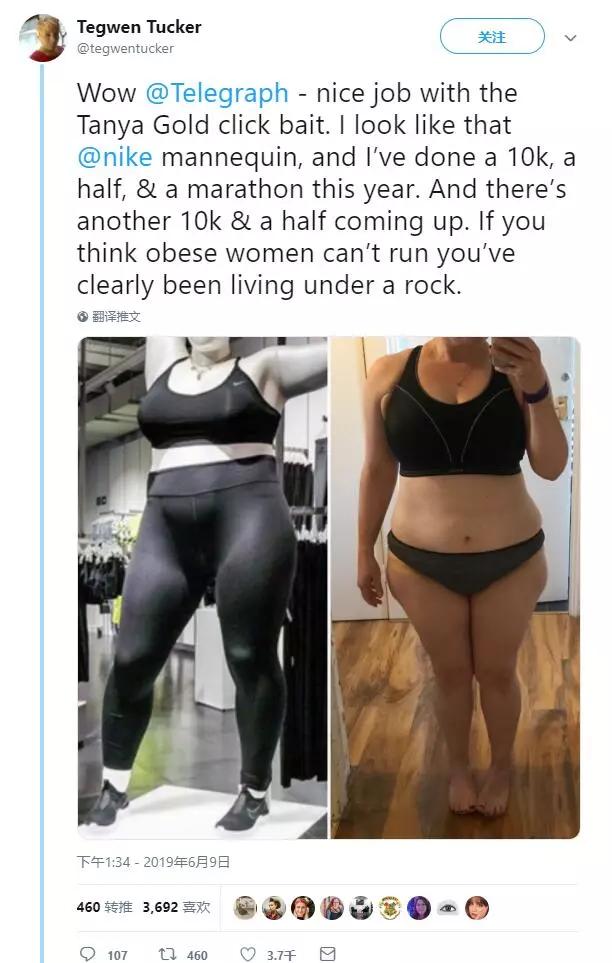 Tegwen Tucker
@tegwentucker
关注
Wow @Telegraph - nice job with the
Tanya Gold click bait. I look like that
@nike mannequin, and I’ve done a 10k, a
half, & a marathon this year. And there’s
another 10k & a half coming up. If you
think obese women can’t run you’ve
clearly been living under a rock.
翻译推文
下午1:34 - 2019年6月9日
460 转推 3,692 喜欢
107 460 3.7千